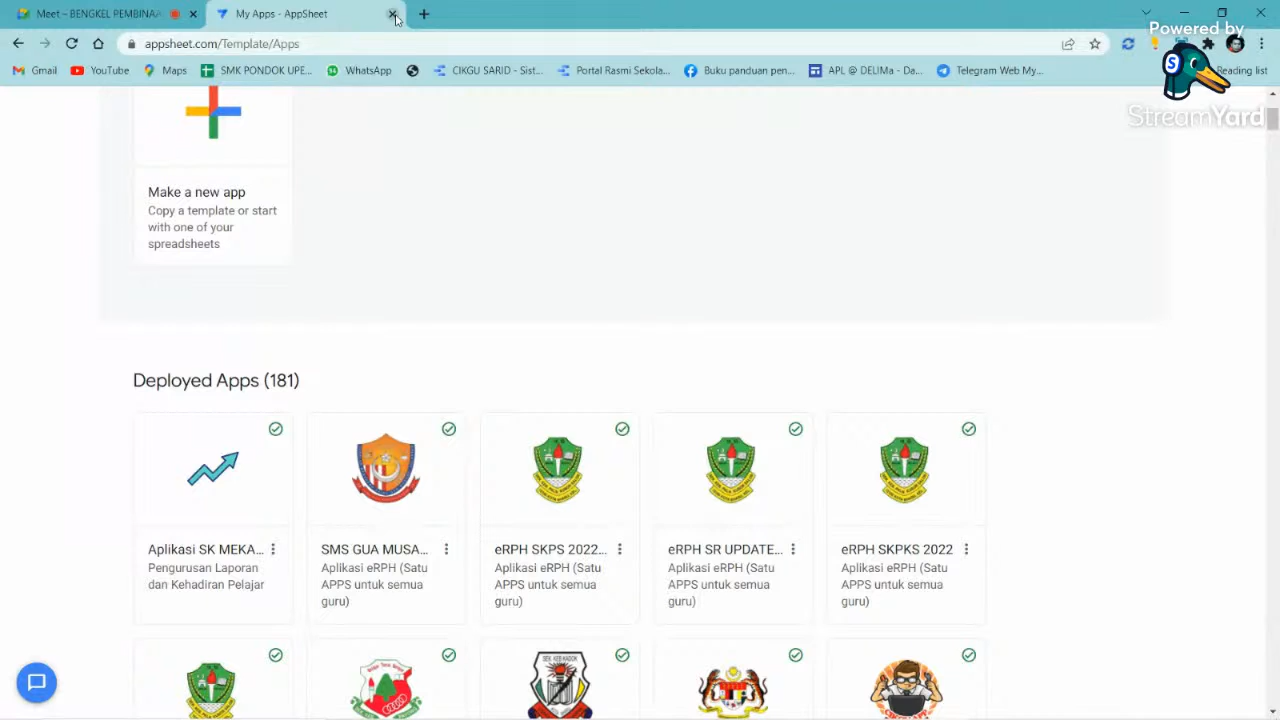 Meet – BENGKEL PEMBINAA
My Apps - AppSheet
appsheet.com/Template/Apps
Powered by
StreamYard
Gmail
YouTube
Maps
SMK PONDOK UPE...
WhatsApp
CIKGU SARID - Sist...
Portal Rasmi Sekola...
Buku panduan pen...
APL @ DELIMa - Da...
Telegram Web My...
Reading list
Make a new app
Copy a template or start
with one of your
spreadsheets
Deployed Apps (181)
Aplikasi SK MEKA...
Pengurusan Laporan
dan Kehadiran Pelajar
SMS GUA MUSA...
Aplikasi eRPH (Satu
APPS untuk semua
guru)
eRPH SKPS 2022...
Aplikasi eRPH (Satu
APPS untuk semua
guru)
eRPH SR UPDATE...
Aplikasi eRPH (Satu
APPS untuk semua
guru)
eRPH SKPKS 2022
Aplikasi eRPH (Satu
APPS untuk semua
guru)